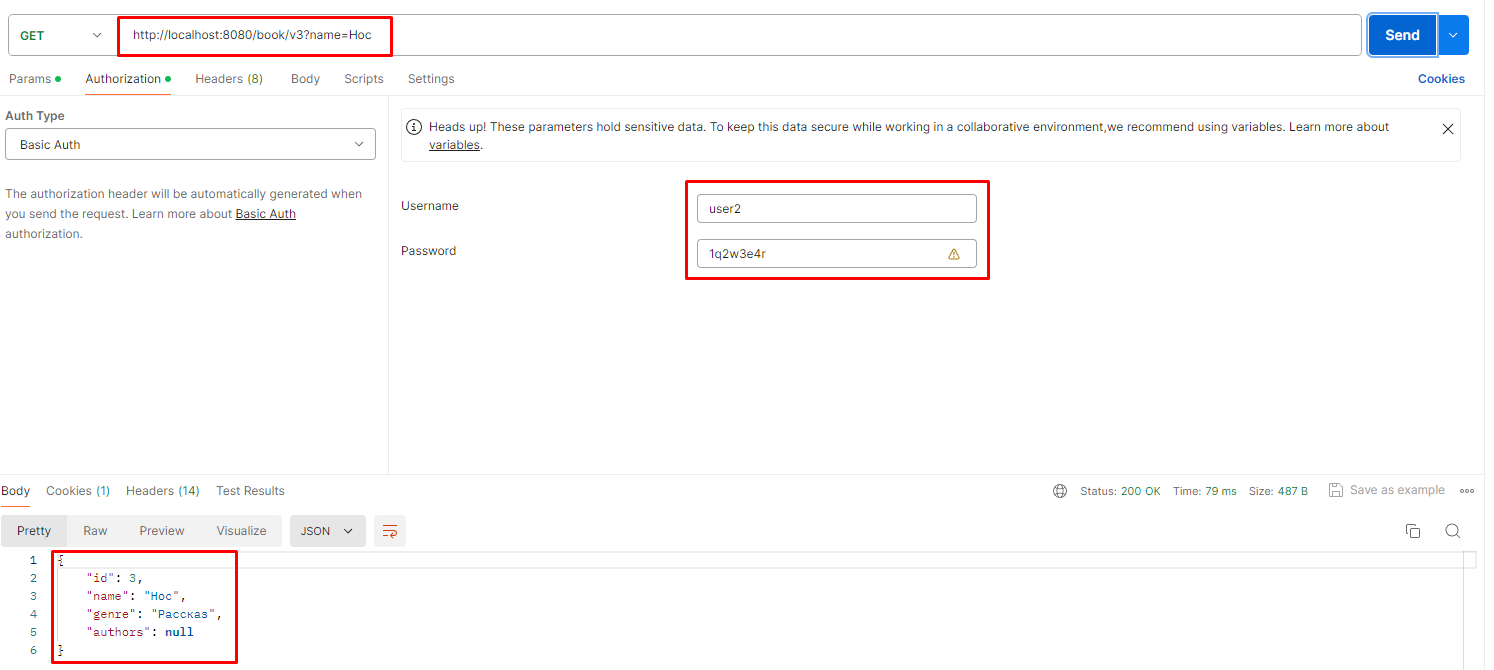 GET http://localhost:8080/book/v3?name=Нос Send
Params Authorization Headers (8) Body Scripts Settings Cookies
Auth Type
Basic Auth
The authorization header will be automatically generated when
you send the request. Learn more about Basic Auth
authorization.
Heads up! These parameters hold sensitive data. To keep this data secure while working in a collaborative environment,we recommend using variables. Learn more about
variables.
Username user2
Password 1q2w3e4r
Body Cookies (1) Headers (14) Test Results Status: 200 OK Time: 79 ms Size: 487 B Save as example
Pretty Raw Preview Visualize JSON
1 {
2 "id": 3,
3 "name": "Нос",
4 "genre": "Рассказ",
5 "authors": null
6 }